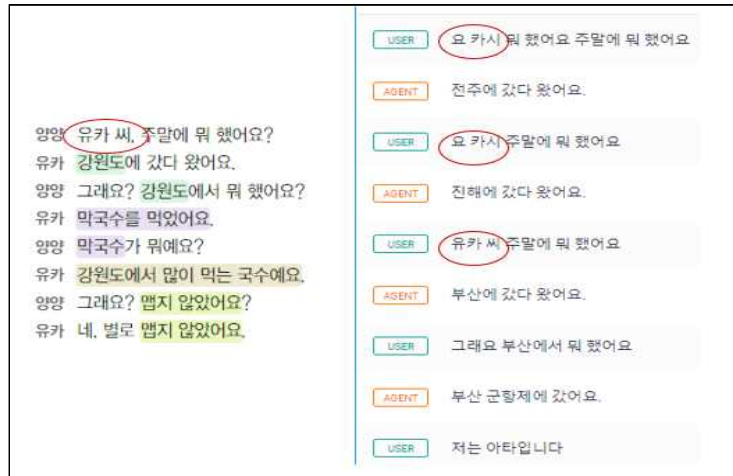 양양 유카 씨, 주말에 뭐 했어요?
유카 강원도에 갔다 왔어요.
양양 그래요? 강원도에서 뭐 했어요?
유카 막국수를 먹었어요.
양양 막국수가 뭐예요?
유카 강원도에서 많이 먹는 국수예요.
양양 그래요? 맵지 않았어요?
유카 네, 별로 맵지 않았어요.
USER 요 카시 뭐 했어요 주말에 뭐 했어요
AGENT 전주에 갔다 왔어요.
USER 요 카시 주말에 뭐 했어요
AGENT 진해에 갔다 왔어요.
USER 유카 씨 주말에 뭐 했어요
AGENT 부산에 갔다 왔어요.
USER 그래요 부산에서 뭐 했어요
AGENT 부산 군항제에 갔어요.
USER 저는 아타입니다